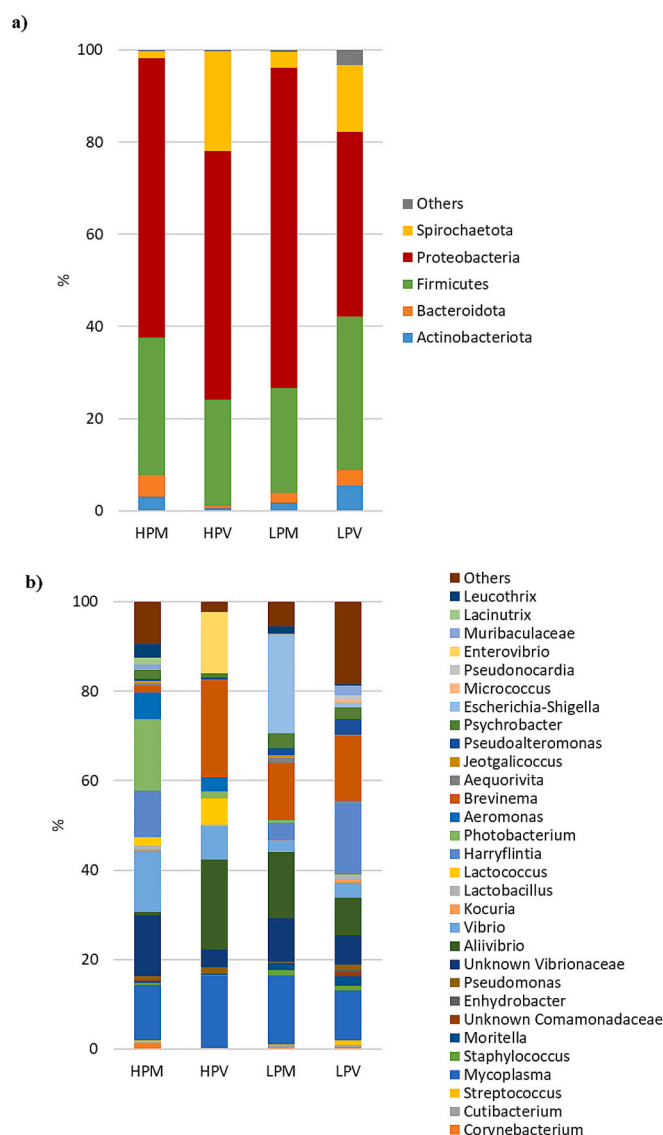 a)
100
80
60
40
20
0
%
HPM
HPV
LPM
LPV
Others
Spirochaetota
Proteobacteria
Firmicutes
Bacteroidota
Actinobacteriota
b)
100
80
60
40
20
0
%
HPM
HPV
LPM
LPV
Others
Leucothrix
Lacinutrix
Muribaculaceae
Enterovibrio
Pseudonocardia
Micrococcus
Escherichia-Shigella
Psychrobacter
Pseudoalteromonas
Jeotgalicoccus
Aequorivita
Brevinema
Aeromonas
Photobacterium
Harryflintia
Lactococcus
Lactobacillus
Kocuria
Vibrio
Aliivibrio
Unknown Vibrionaceae
Pseudomonas
Enhydrobacter
Unknown Comamonadaceae
Moritella
Staphylococcus
Mycoplasma
Streptococcus
Cutibacterium
Corynebacterium